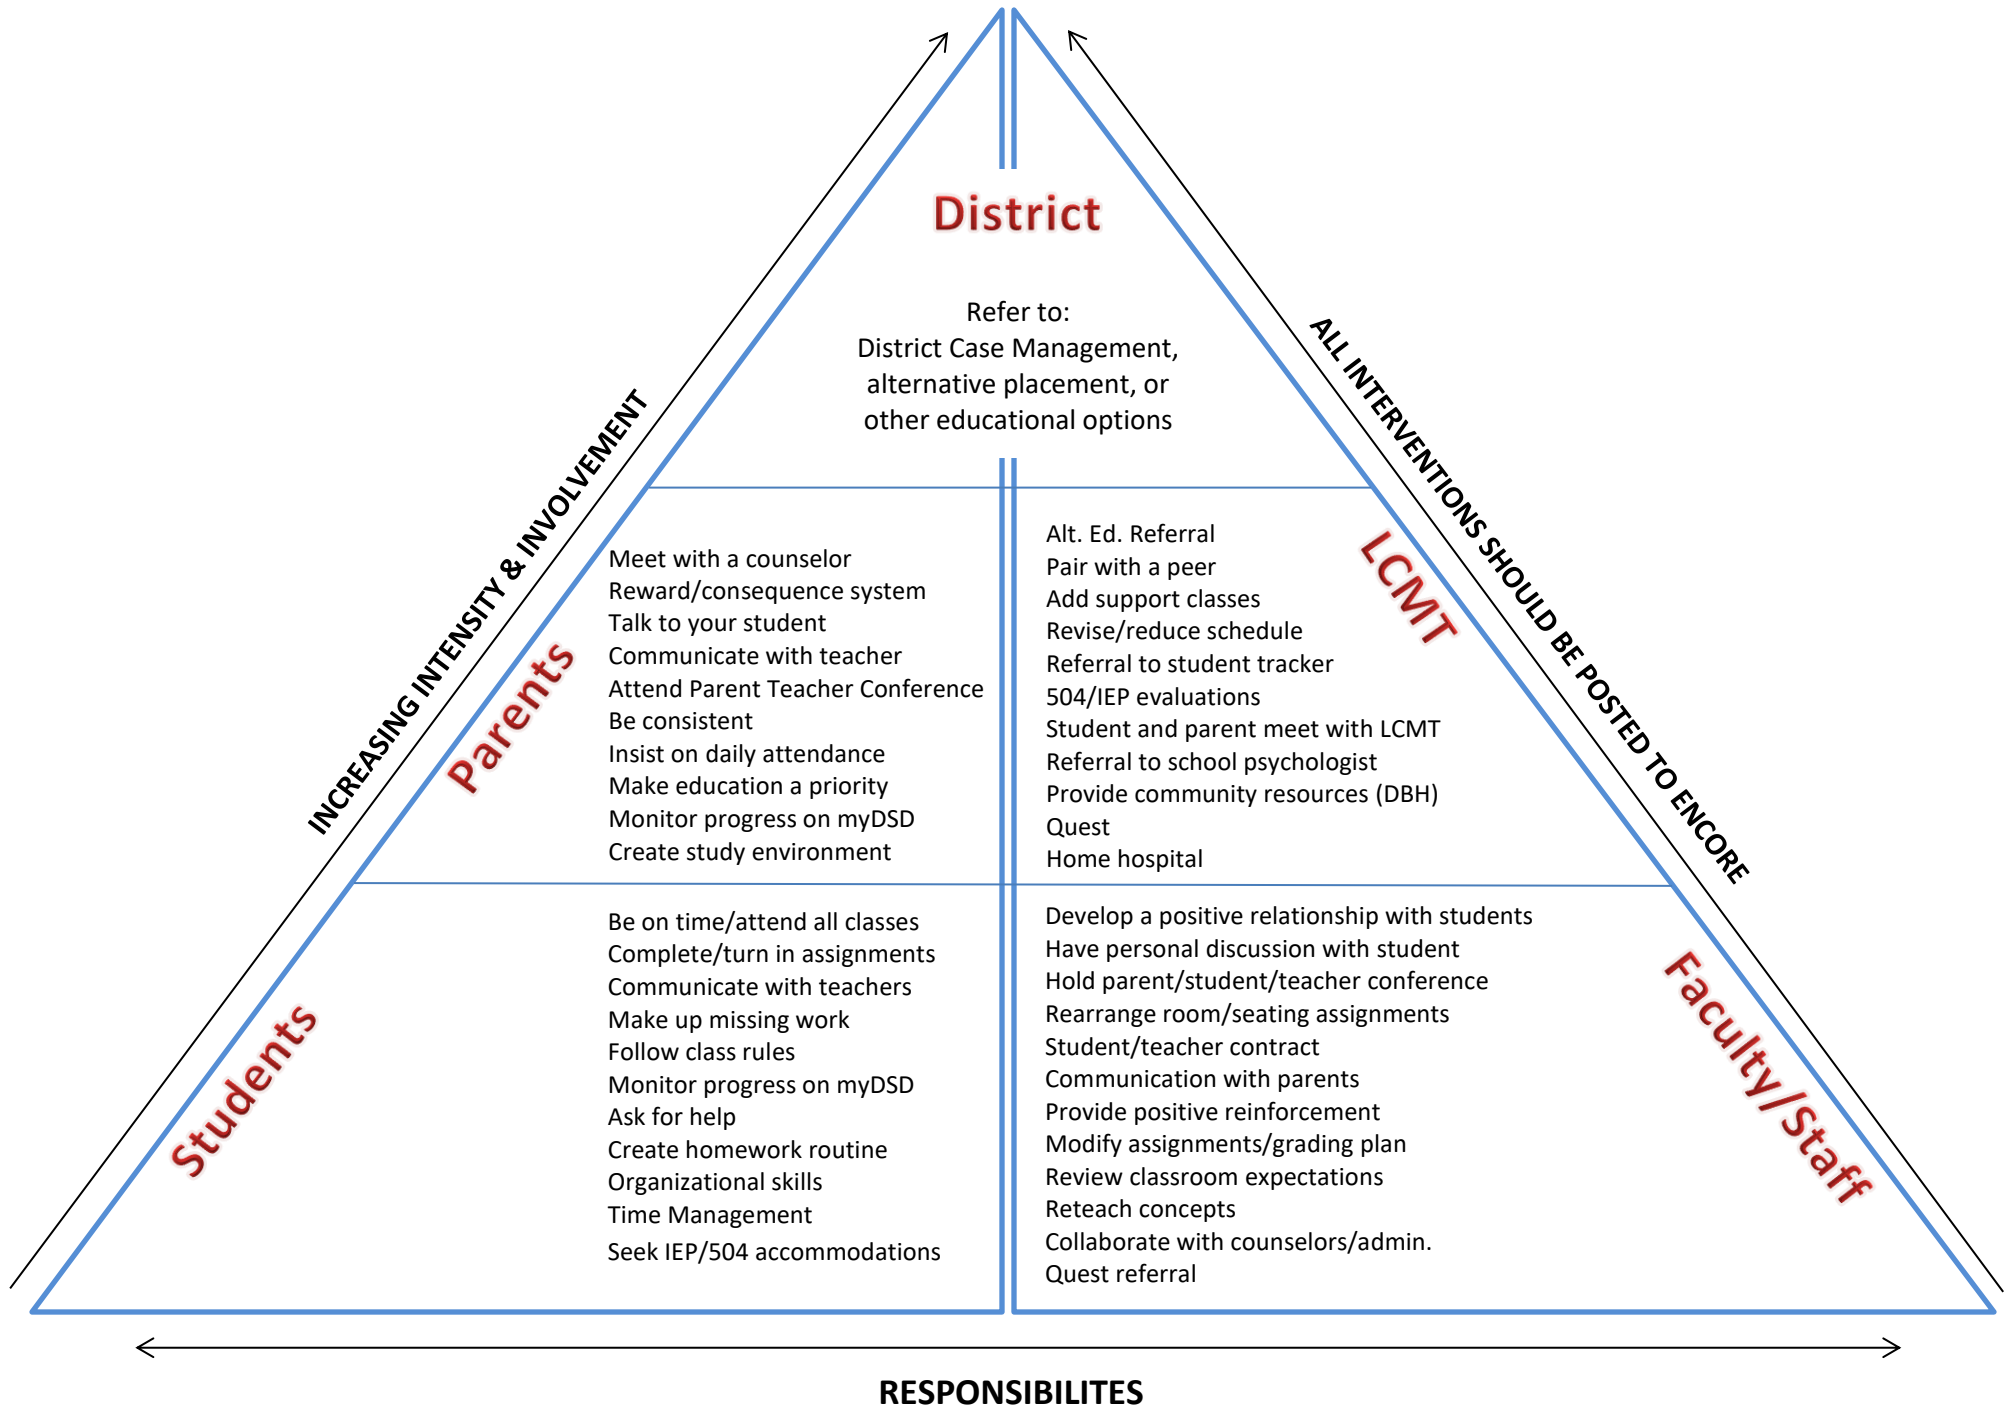 District
Refer to:
District Case Management,
alternative placement, or
other educational options
INCREASING INTENSITY & INVOLVEMENT
ALL INTERVENTIONS SHOULD BE POSTED TO ENCORE
Parents
Meet with a counselor
Reward/consequence system
Talk to your student
Communicate with teacher
Attend Parent Teacher Conference
Be consistent
Insist on daily attendance
Make education a priority
Monitor progress on myDSD
Create study environment
LCMT
Alt. Ed. Referral
Pair with a peer
Add support classes
Revise/reduce schedule
Referral to student tracker
504/IEP evaluations
Student and parent meet with LCMT
Referral to school psychologist
Provide community resources (DBH)
Quest
Home hospital
Students
Be on time/attend all classes
Complete/turn in assignments
Communicate with teachers
Make up missing work
Follow class rules
Monitor progress on myDSD
Ask for help
Create homework routine
Organizational skills
Time Management
Seek IEP/504 accommodations
Faculty/Staff
Develop a positive relationship with students
Have personal discussion with student
Hold parent/student/teacher conference
Rearrange room/seating assignments
Student/teacher contract
Communication with parents
Provide positive reinforcement
Modify assignments/grading plan
Review classroom expectations
Reteach concepts
Collaborate with counselors/admin.
Quest referral
RESPONSIBILITES